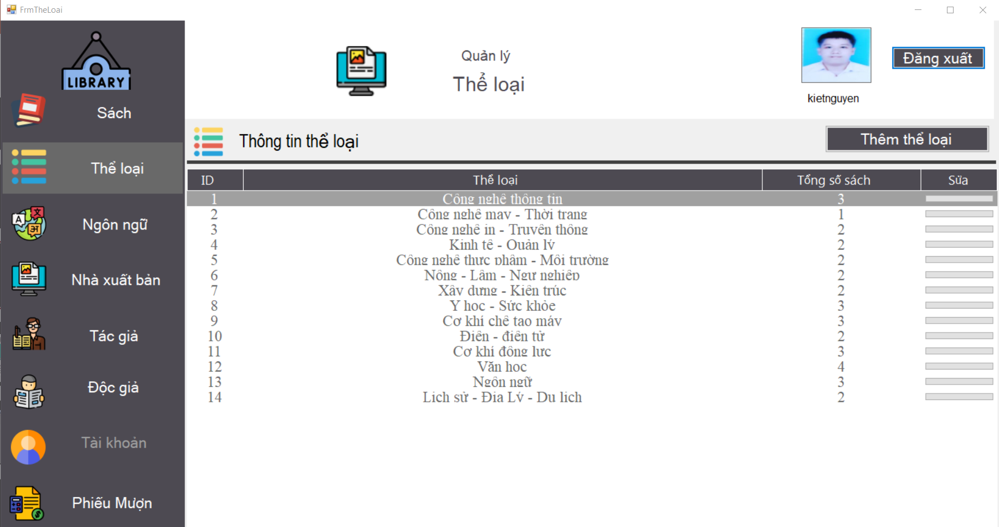 FrmTheLoai
LIBRARY
Sách
Thể loại
Ngôn ngữ
Nhà xuất bản
Tác giả
Độc giả
Tài khoản
Phiếu Mượn
Quản lý
Thể loại
kietnguyen
Đăng xuất
Thông tin thể loại
Thêm thể loại
ID Thể loại Tổng số sách Sửa
1 Công nghệ thông tin 3
2 Công nghệ may - Thời trang 1
3 Công nghệ in - Truyền thông 2
4 Kinh tế - Quản lý 2
5 Công nghệ thực phẩm - Môi trường 2
6 Nông - Lâm - Ngư nghiệp 2
7 Xây dựng - Kiến trúc 2
8 Y học - Sức khỏe 3
9 Cơ khí chế tạo máy 3
10 Điện - điện tử 2
11 Cơ khí động lực 3
12 Văn học 4
13 Ngôn ngữ 3
14 Lịch sử - Địa Lý - Du lịch 2